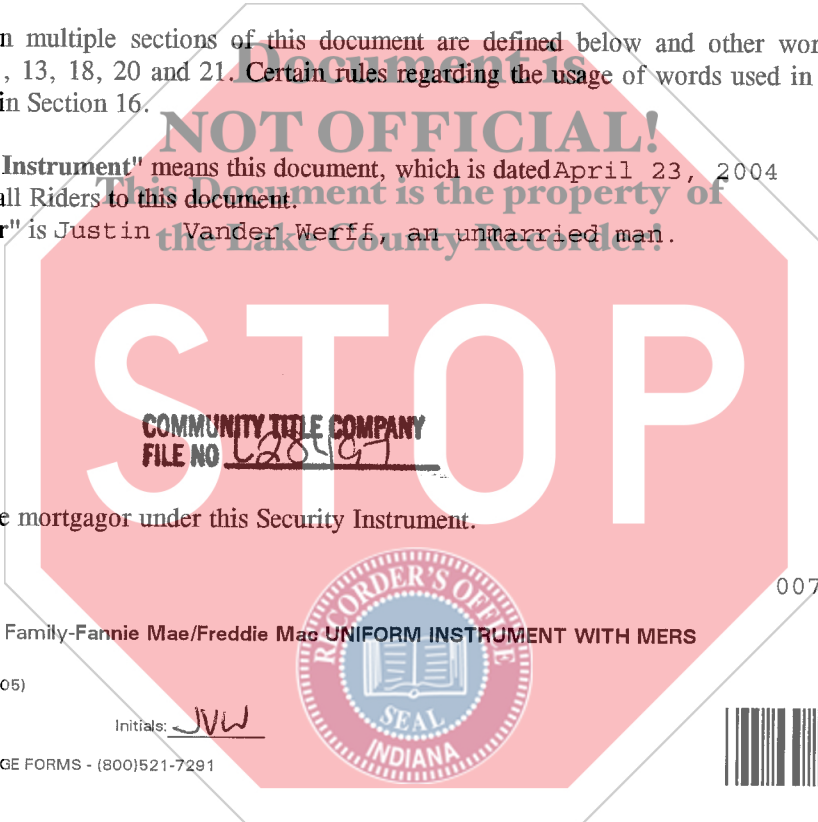 n multiple sections of this document are defined below and other wor
, 13, 18, 20 and 21. Certain rules regarding the usage of words used in
in Section 16.
Document is
NOT OFFICIAL!
Instrument" means this document, which is dated April 23, 2004
all Riders to this document.
This Document is the property of
r" is Justin Vander Werff, an unmarried man.
the Lake County Recorder!
STOP
COMMUNITY TITLE COMPANY
FILE NO L28497
e mortgagor under this Security Instrument.
007
RECORDER'S OFFICE
SEAL
INDIANA
Family-Fannie Mae/Freddie Mac UNIFORM INSTRUMENT WITH MERS
05)
Initials: JVW
GE FORMS - (800)521-7291